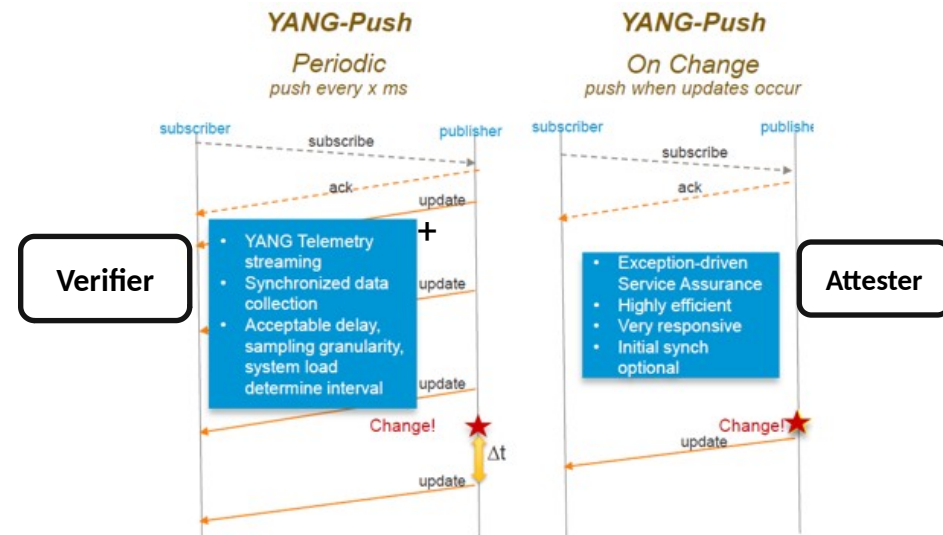 YANG-Push
Periodic
push every x ms
subscriber
publisher
subscribe
ack
update
+
• YANG Telemetry
streaming
• Synchronized data
collection
• Acceptable delay,
sampling granularity,
system load
determine interval
update
update
Change!
Δt
update
Verifier
YANG-Push
On Change
push when updates occur
subscriber
publishe
subscribe
ack
• Exception-driven
Service Assurance
• Highly efficient
• Very responsive
• Initial synch
optional
Change!
update
Attester